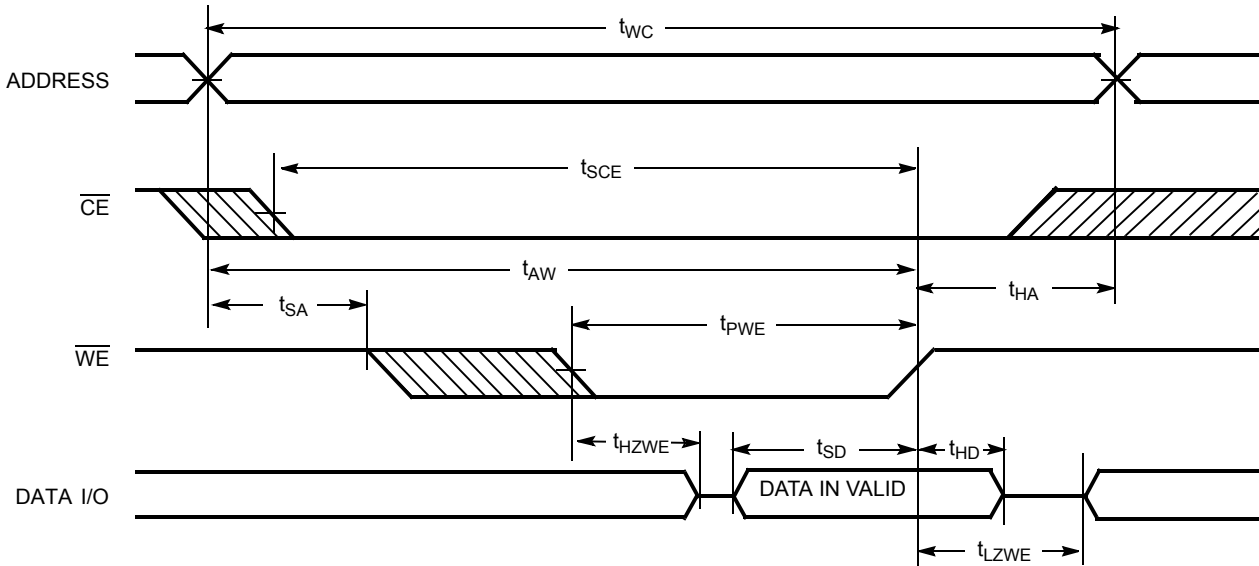 tWC
ADDRESS
tSCE
CE
tAW
tHA
tSA
tPWE
WE
tHZWE
tSD
tHD
DATA I/O
DATA IN VALID
tLZWE